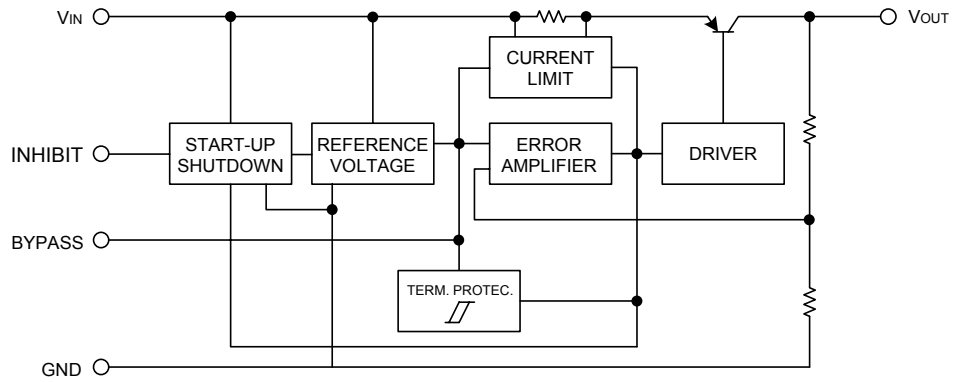 VIN
VOUT
CURRENT
LIMIT
INHIBIT
START-UP
SHUTDOWN
REFERENCE
VOLTAGE
ERROR
AMPLIFIER
DRIVER
BYPASS
TERM. PROTEC.
GND